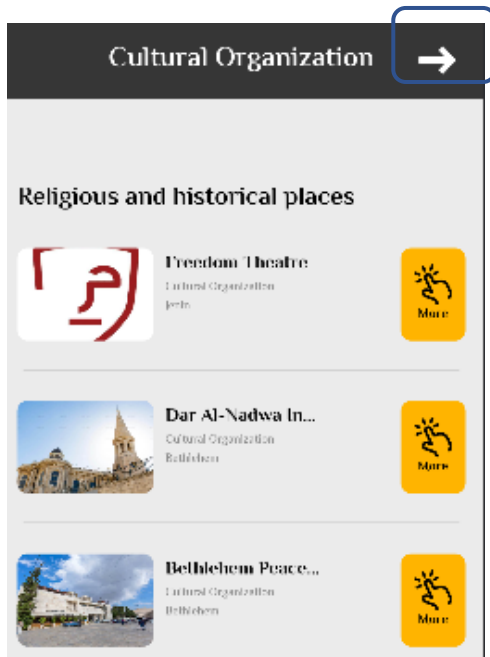 Cultural Organization
Religious and historical places
Freedom Theatre
Cultural Organization
Jenin
More
Dar Al-Nadwa In...
Cultural Organization
Bethlehem
More
Bethlehem Peace...
Cultural Organization
Bethlehem
More